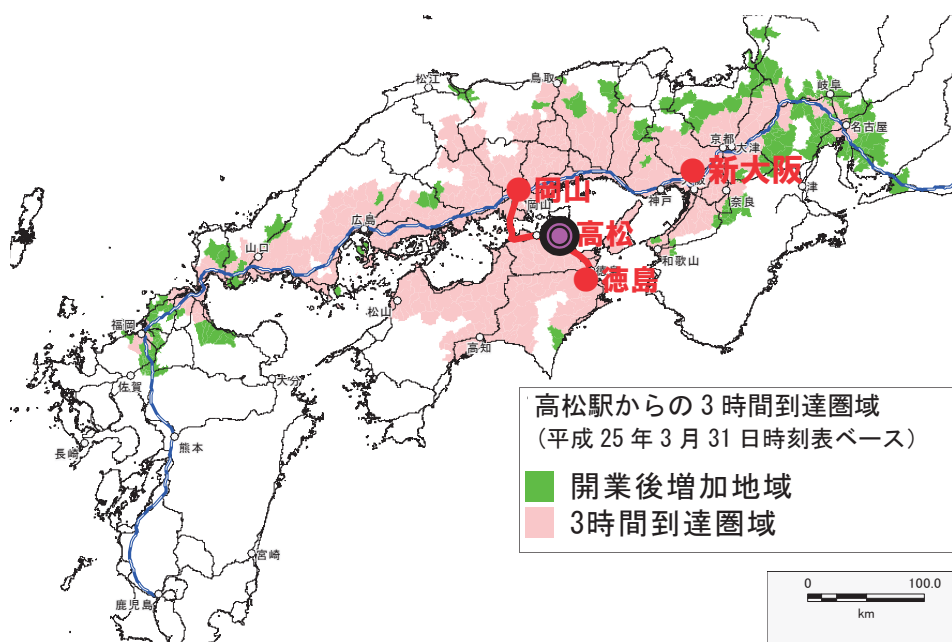 松江
鳥取
岐阜
名古屋
京都
大津
新大阪
岡山
岡山
神戸
奈良
津
広島
高松
和歌山
山口
徳島
松山
福岡
高知
佐賀
大分
長崎
熊本
宮崎
鹿児島
高松駅からの3時間到達圏域
(平成25年3月31日時刻表ベース)
開業後増加地域
3時間到達圏域
0 100.0
km